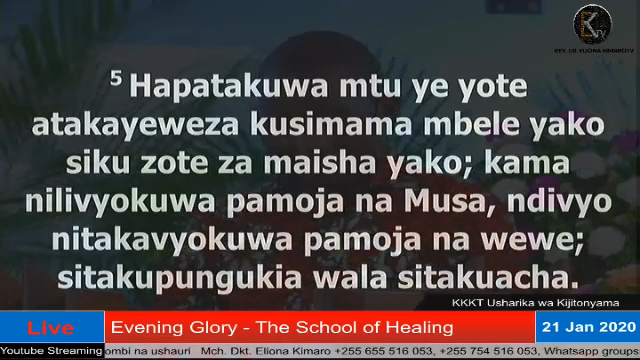 REV. DR. ELIONA KIMARO TV
⁵ Hapatakuwa mtu ye yote
atakayeweza kusimama mbele yako
siku zote za maisha yako; kama
nilivyokuwa pamoja na Musa, ndivyo
nitakavyokuwa pamoja na wewe;
sitakupungukia wala sitakuacha.
KKKT Usharika wa Kijitonyama
Live
Evening Glory - The School of Healing
21 Jan 2020
Youtube Streaming
ombi na ushauri Mch. Dkt. Eliona Kimaro +255 655 516 053, +255 754 516 053, Whatsapp groups